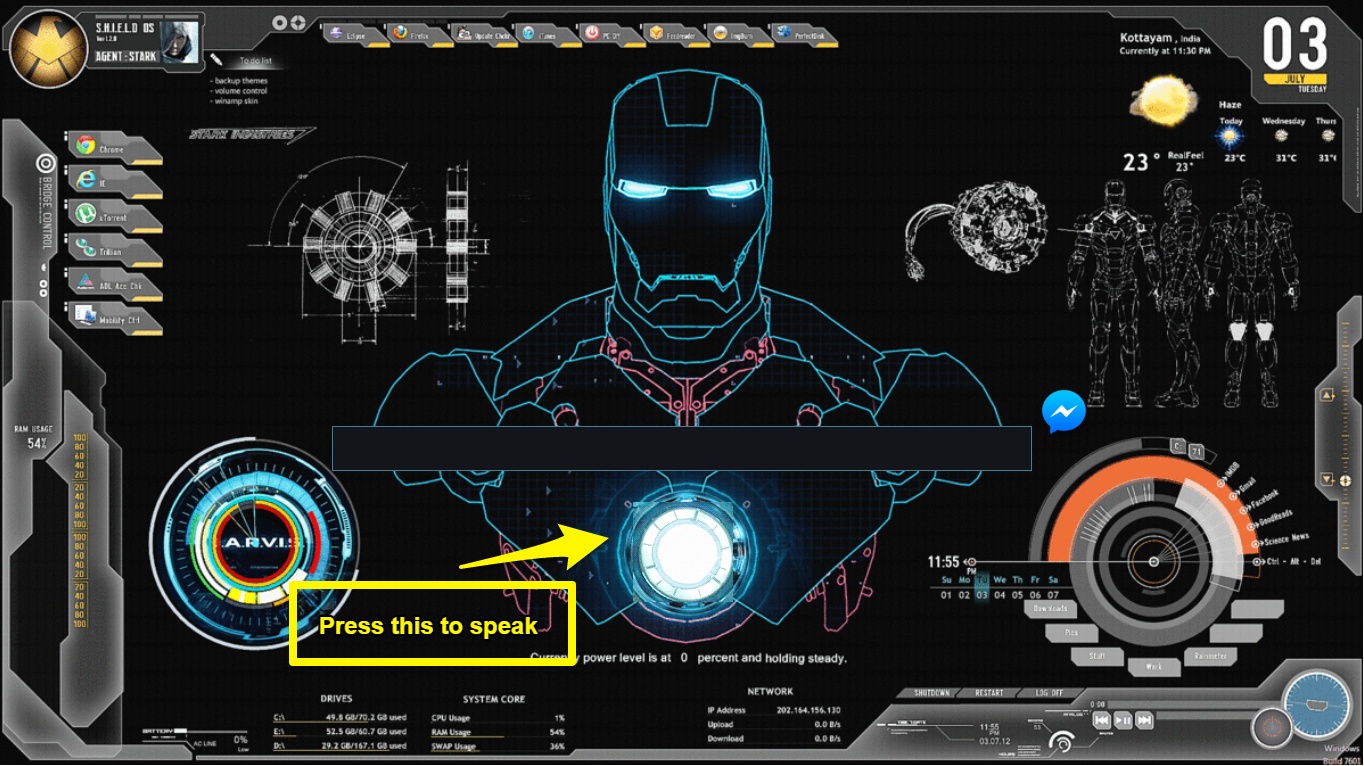 S.H.I.E.L.D OS
Ver 1.2.0
AGENT : STARK
To do list
- backup themes
- volume control
- winamp skin
Eclipse
Firefox
Update Checkr
iTunes
PC Off
Feedreader
ImgBurn
PerfectDisk
Kottayam , India
Currently at 11:30 PM
03
JULY
TUESDAY
Haze
Today
Wednesday
Thurs
23°
RealFeel
23°
23°C
31°C
31°C
STARK INDUSTRIES
BRIDGE CONTROL
Chrome
IE
uTorrent
Trillian
AOL Acc Chk
Mobility Ctrl
RAM USAGE
54%
100
80
60
40
20
20
40
60
80
100
100
80
60
40
20
20
40
60
80
100
J.A.R.V.I.S.
Press this to speak
Currently power level is at 0 percent and holding steady.
C:
71
IMDB
Gmail
Facebook
GoodReads
Science News
Ctrl - Alt - Del
11:55
PM
Su Mo Tu We Th Fr Sa
01 02 03 04 05 06 07
Downloads
Pics
Stuff
Work
Rainmeter
DRIVES
C:\ 49.8 GB/70.2 GB used
E:\ 52.5 GB/60.7 GB used
D:\ 29.2 GB/167.1 GB used
SYSTEM CORE
CPU Usage 1%
RAM Usage 54%
SWAP Usage 36%
NETWORK
IP Address 202.164.156.130
Upload 0.0 B/s
Download 0.0 B/s
BATTERY
AC LINE
0%
Low
SHUTDOWN
RESTART
LOG OFF
0:00
ANALOG
TIME / DATE
11:55
PM
03.07.12
53
HOURS
Windows
Build 7601